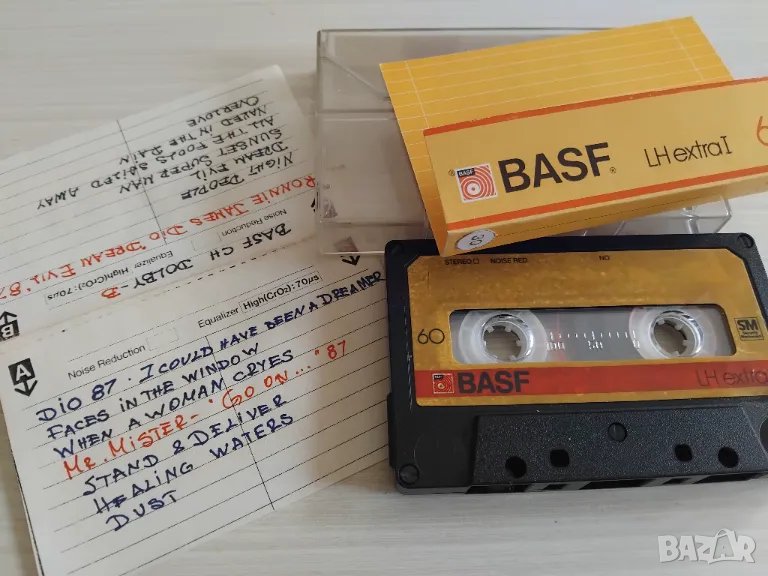 OVERLOVE
NAKED IN THE RAIN
ALL THE FOOLS SAILED AWAY
SUNSET SUPERMAN
DREAM EVIL
NIGHT PEOPLE
RONNIE JAMES DIO "DREAM EVIL. 87
Noise Reduction
BASF CH DOLBY-B
Equalizer High(CrO₂):70µs
B
A
Noise Reduction
Equalizer High(CrO₂):70µs
DIO 87. I COULD HAVE BEEN A DREAMER
FACES IN THE WINDOW
WHEN A WOMAN CRYES
MR. MISTER - "GO ON..." 87
STAND & DELIVER
HEALING WATERS
DUST
BASF LH extra I 6
STEREO NOISE RED. NO
60
SM
BASF LH extra
BAZAR